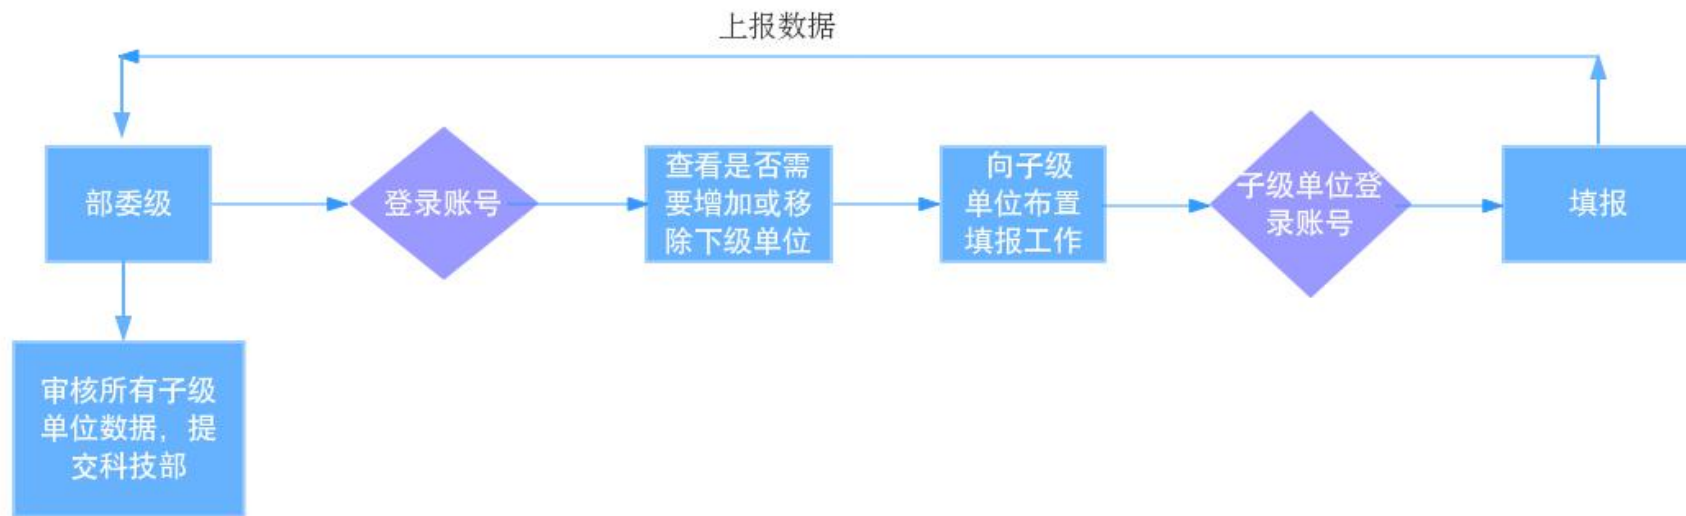 上报数据
部委级
登录账号
查看是否需
要增加或移
除下级单位
向子级
单位布置
填报工作
子级单位登
录账号
填报
审核所有子级
单位数据，提
交科技部